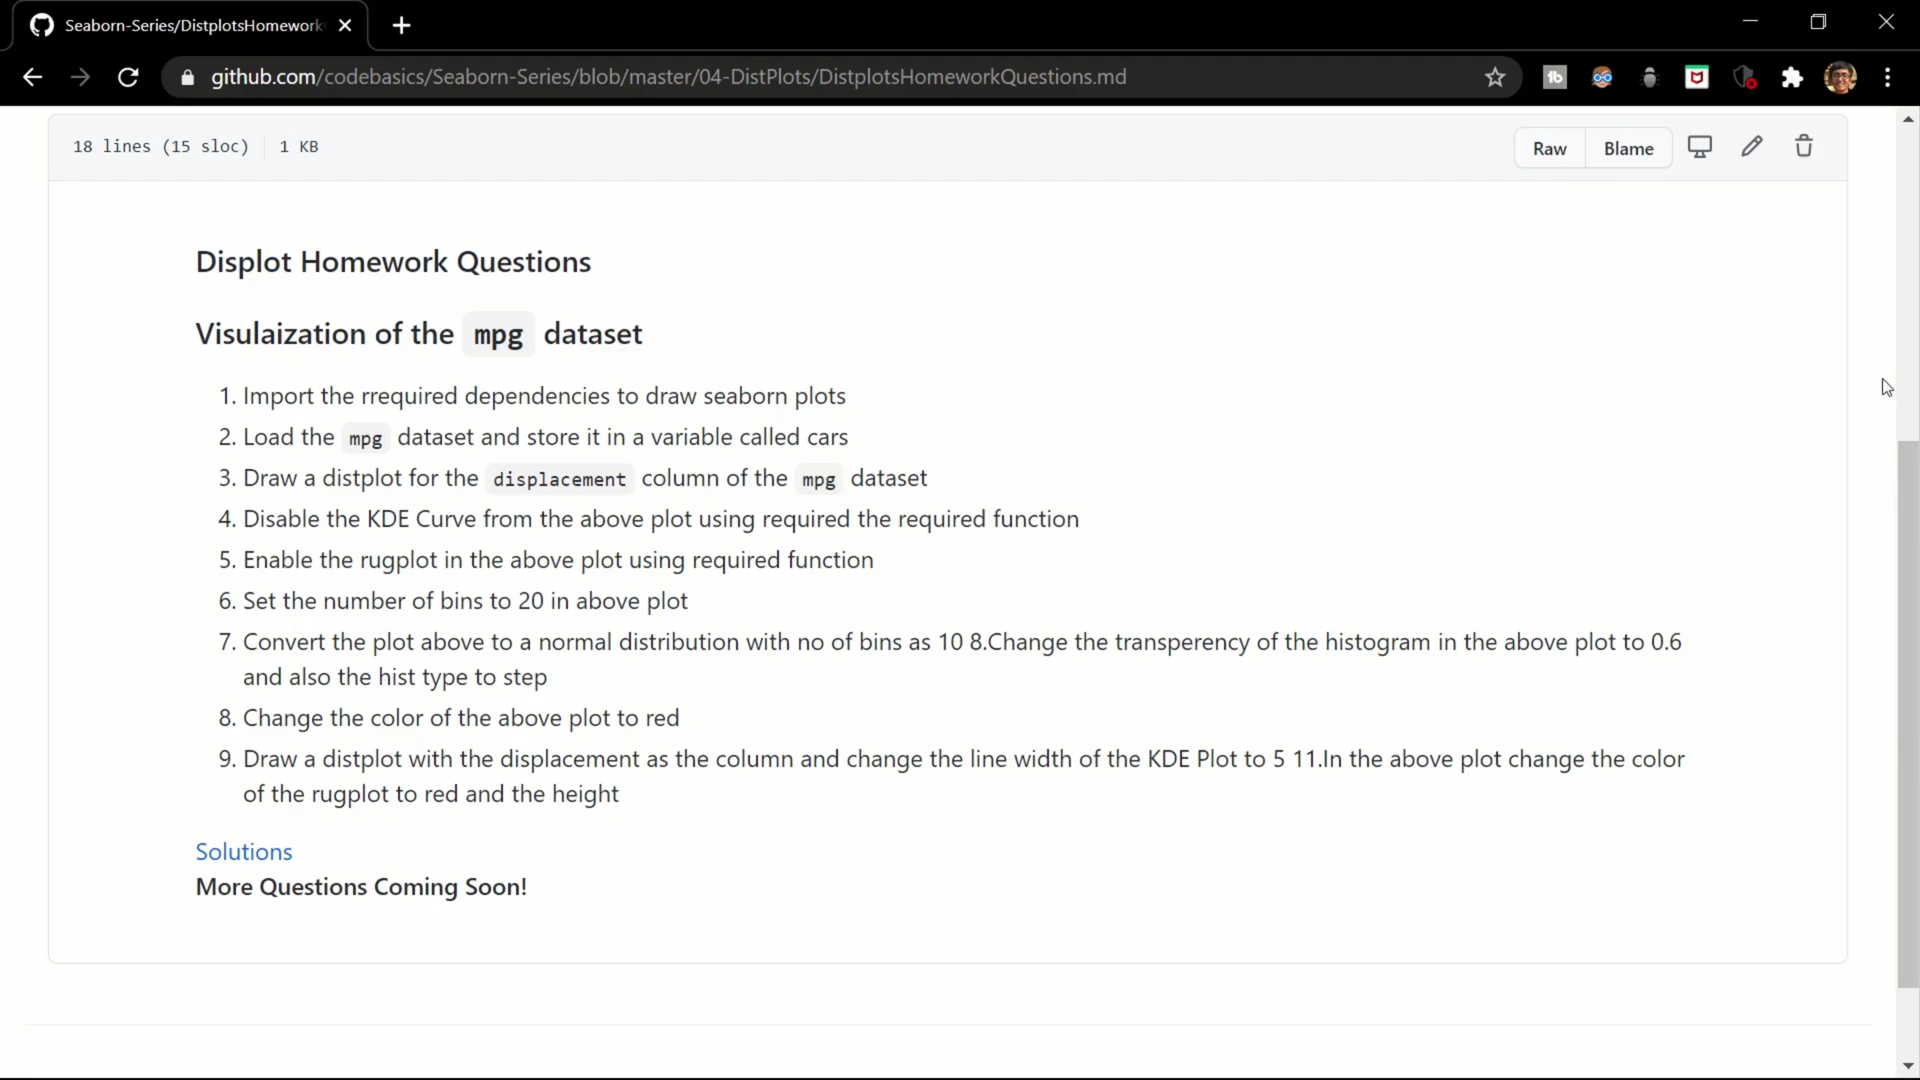 Seaborn-Series/DistplotsHomework
github.com/codebasics/Seaborn-Series/blob/master/04-DistPlots/DistplotsHomeworkQuestions.md
18 lines (15 sloc) 1 KB
Raw Blame
Displot Homework Questions
Visulaization of the mpg dataset
1. Import the rrequired dependencies to draw seaborn plots
2. Load the mpg dataset and store it in a variable called cars
3. Draw a distplot for the displacement column of the mpg dataset
4. Disable the KDE Curve from the above plot using required the required function
5. Enable the rugplot in the above plot using required function
6. Set the number of bins to 20 in above plot
7. Convert the plot above to a normal distribution with no of bins as 10 8.Change the transperency of the histogram in the above plot to 0.6
and also the hist type to step
8. Change the color of the above plot to red
9. Draw a distplot with the displacement as the column and change the line width of the KDE Plot to 5 11.In the above plot change the color
of the rugplot to red and the height
Solutions
More Questions Coming Soon!